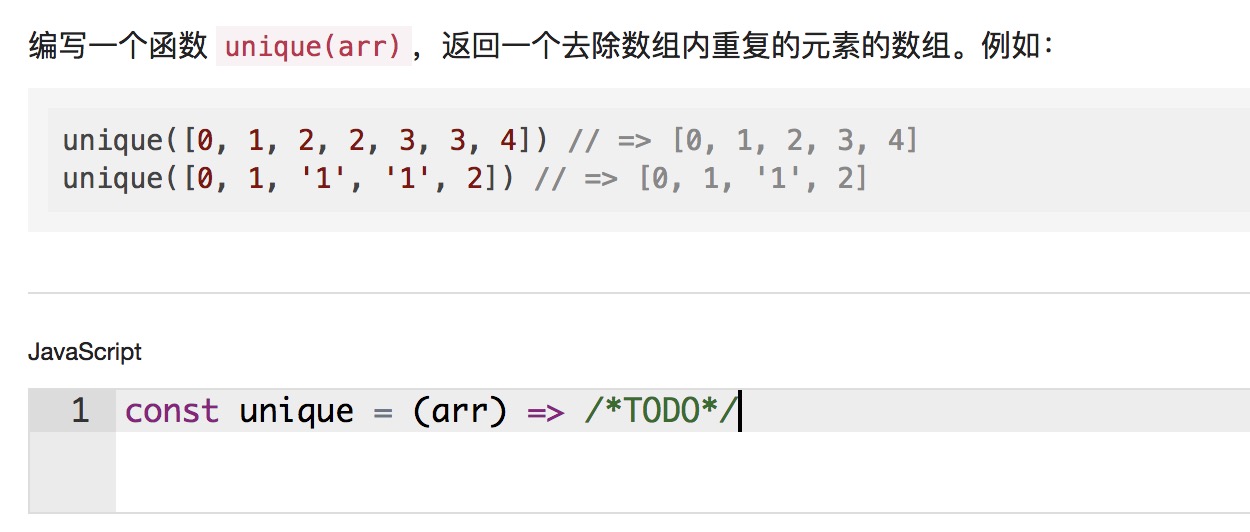 编写一个函数 unique(arr)，返回一个去除数组内重复的元素的数组。例如：
unique([0, 1, 2, 2, 3, 3, 4]) // => [0, 1, 2, 3, 4]
unique([0, 1, '1', '1', 2]) // => [0, 1, '1', 2]
JavaScript
1 const unique = (arr) => /*TODO*/